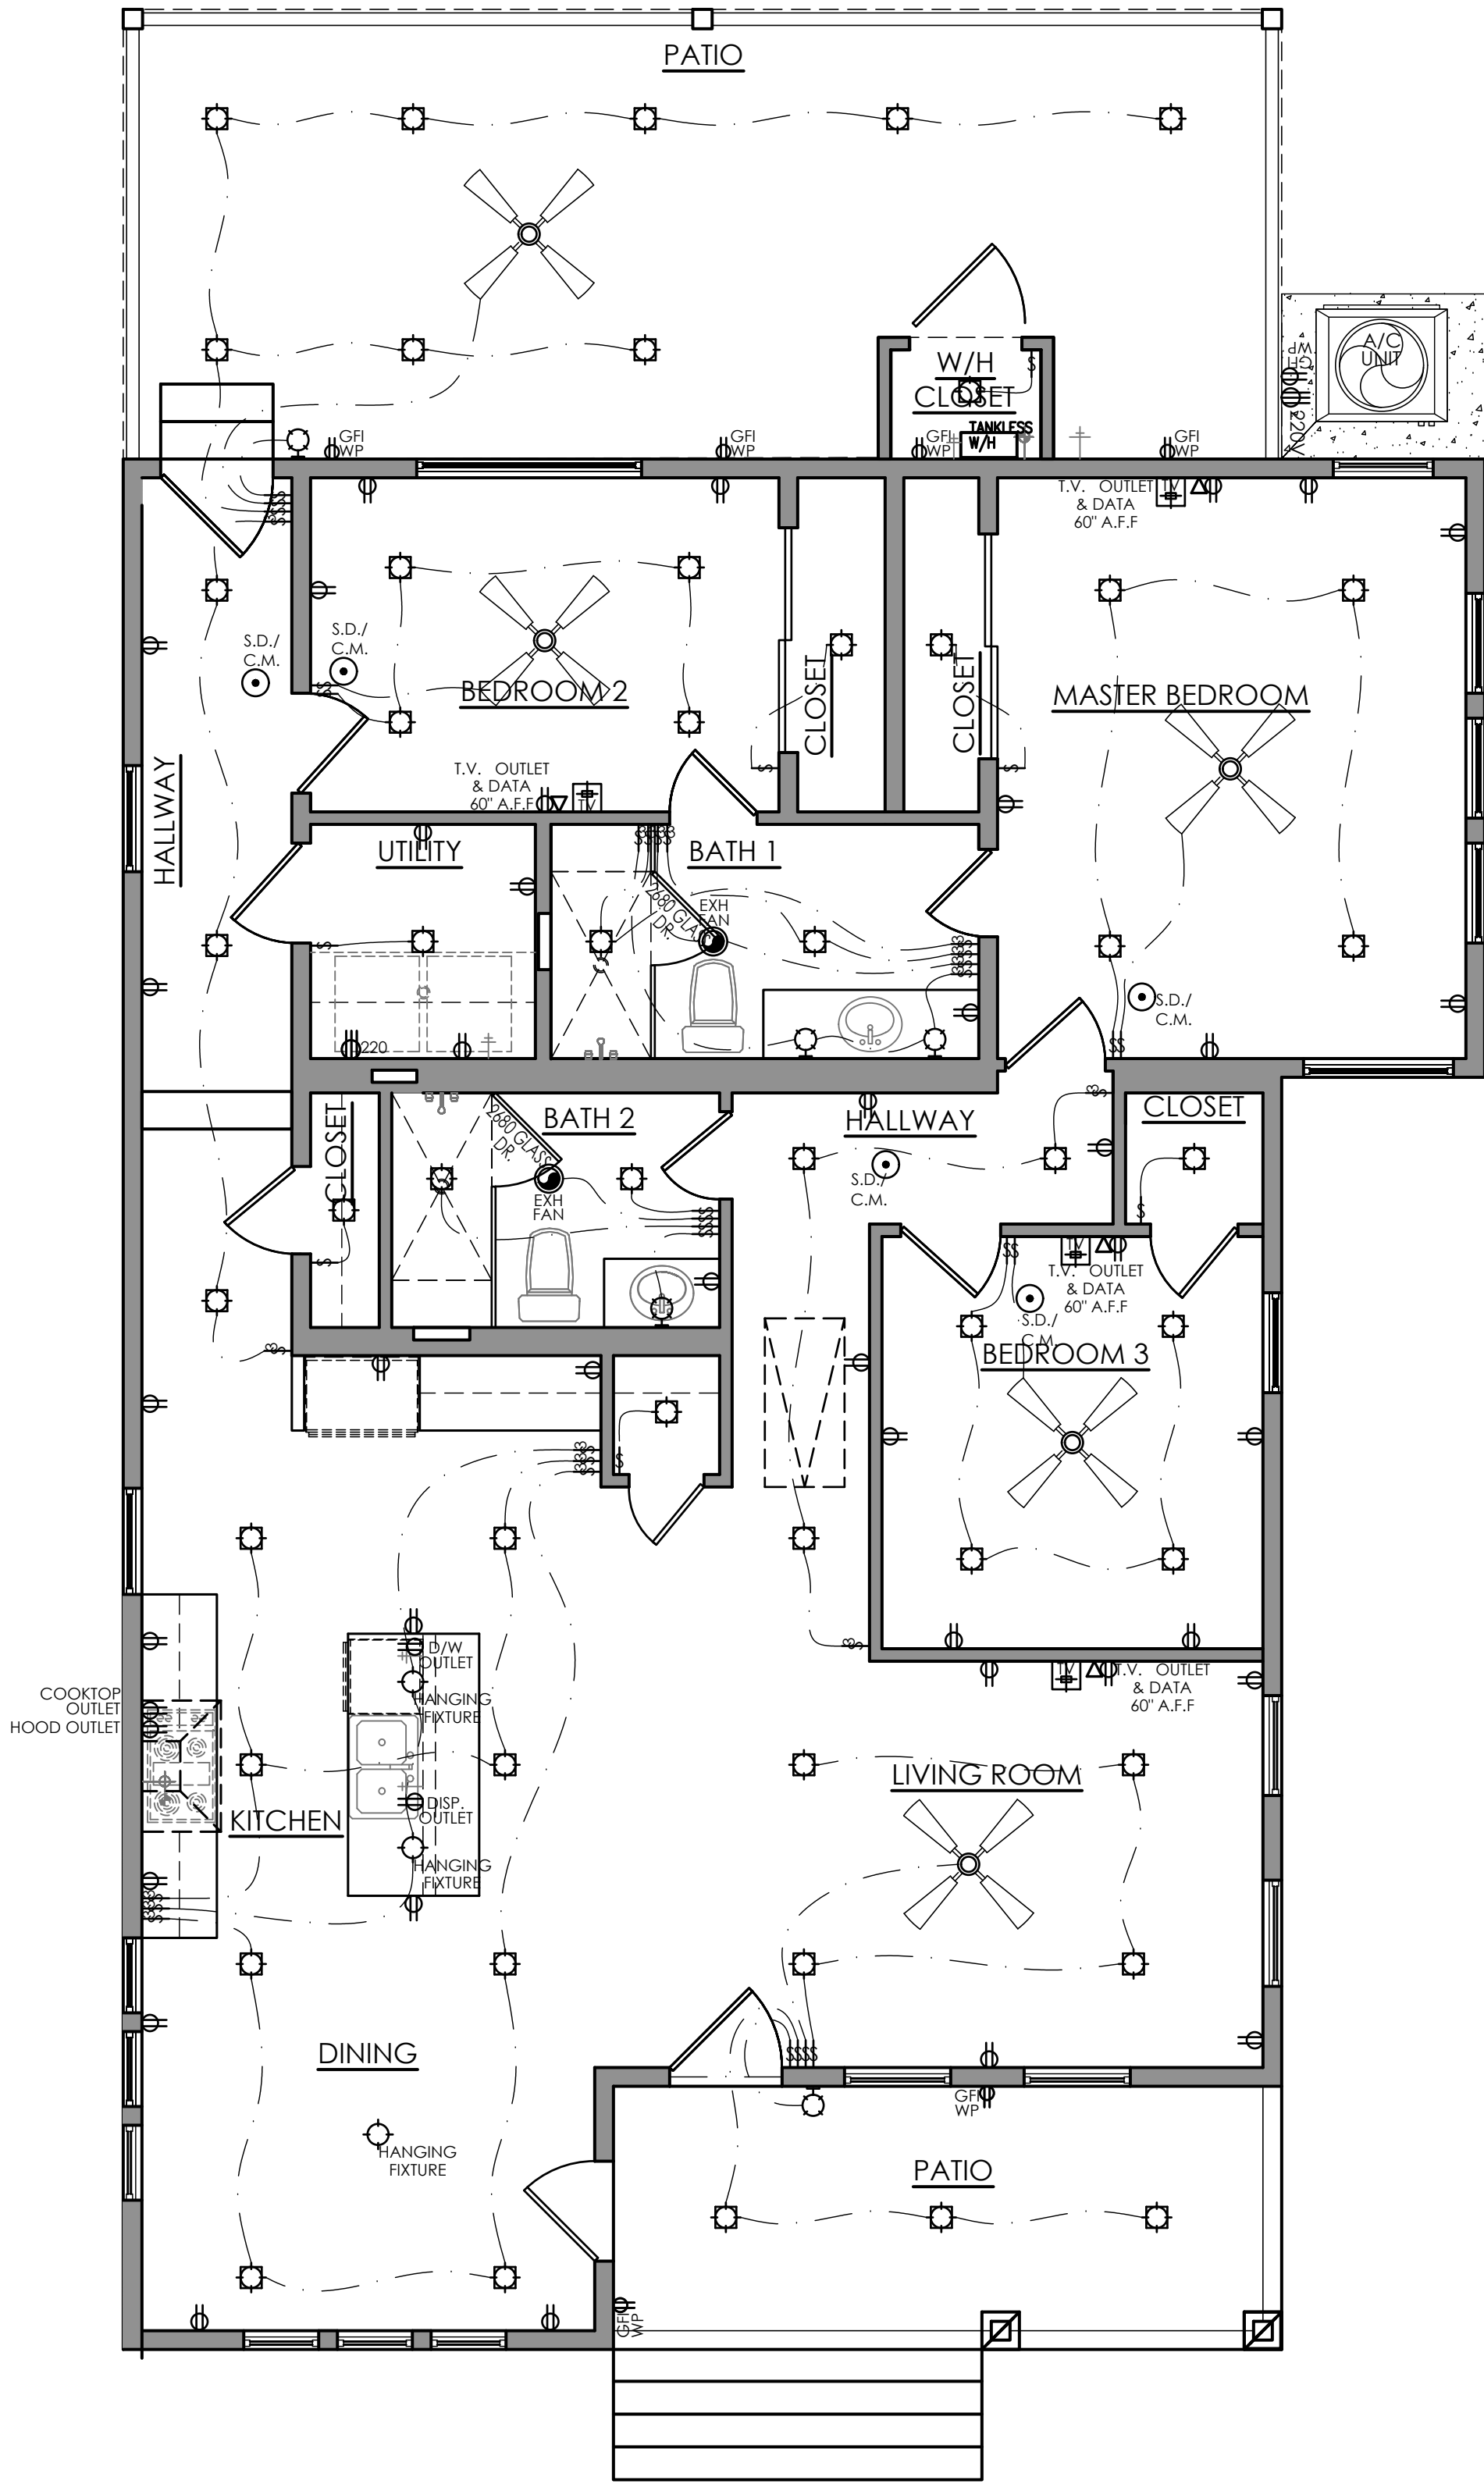 PATIO
A/C
UNIT
GFI
WP
220V
W/H
CLOSET
TANKLESS
W/H
GFI
WP
GFI
WP
GFI
WP
GFI
WP
S
SSSS
T.V. OUTLET
& DATA
60" A.F.F
TV
S.D./
C.M.
S.D./
C.M.
BEDROOM 2
CLOSET
CLOSET
MASTER BEDROOM
HALLWAY
T.V. OUTLET
& DATA
60" A.F.F
TV
UTILITY
BATH 1
2680 GLASS
DR.
EXH
FAN
220
S.D./
C.M.
CLOSET
BATH 2
2680 GLASS
DR.
EXH
FAN
HALLWAY
S.D./
C.M.
CLOSET
TV
T.V. OUTLET
& DATA
60" A.F.F
S.D./
C.M.
BEDROOM 3
D/W
OUTLET
HANGING
FIXTURE
COOKTOP
OUTLET
HOOD OUTLET
TV
T.V. OUTLET
& DATA
60" A.F.F
LIVING ROOM
KITCHEN
DISP.
OUTLET
HANGING
FIXTURE
DINING
SSSS
GFI
WP
HANGING
FIXTURE
PATIO
GFI
WP